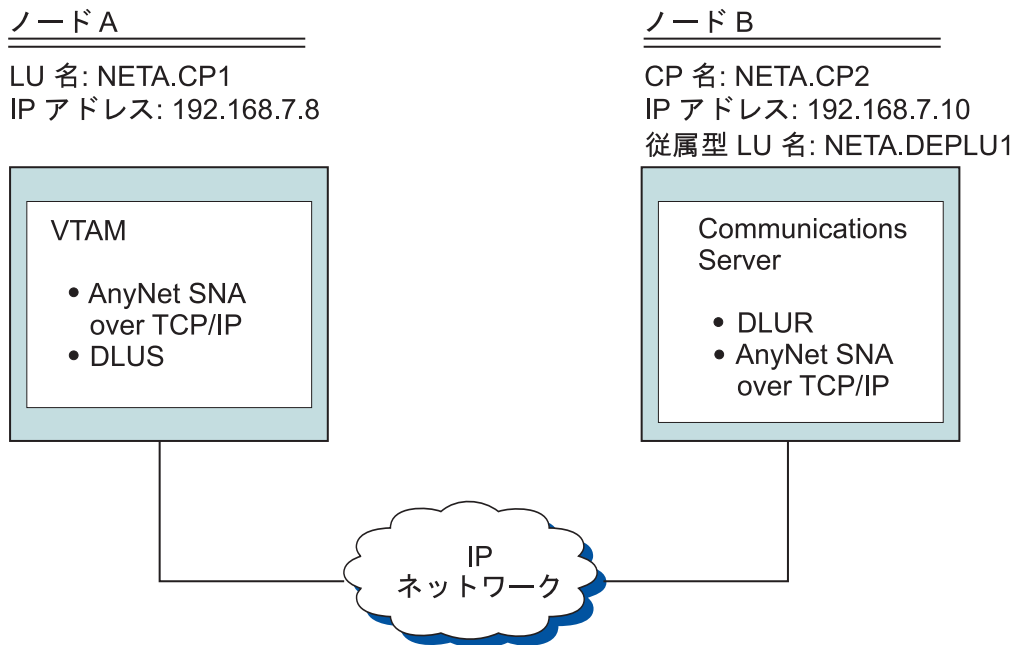 ノード A
LU 名: NETA.CP1
IP アドレス: 192.168.7.8
ノード B
CP 名: NETA.CP2
IP アドレス: 192.168.7.10
従属型 LU 名: NETA.DEPLU1
VTAM
• AnyNet SNA
over TCP/IP
• DLUS
Communications
Server
• DLUR
• AnyNet SNA
over TCP/IP
IP
ネットワーク